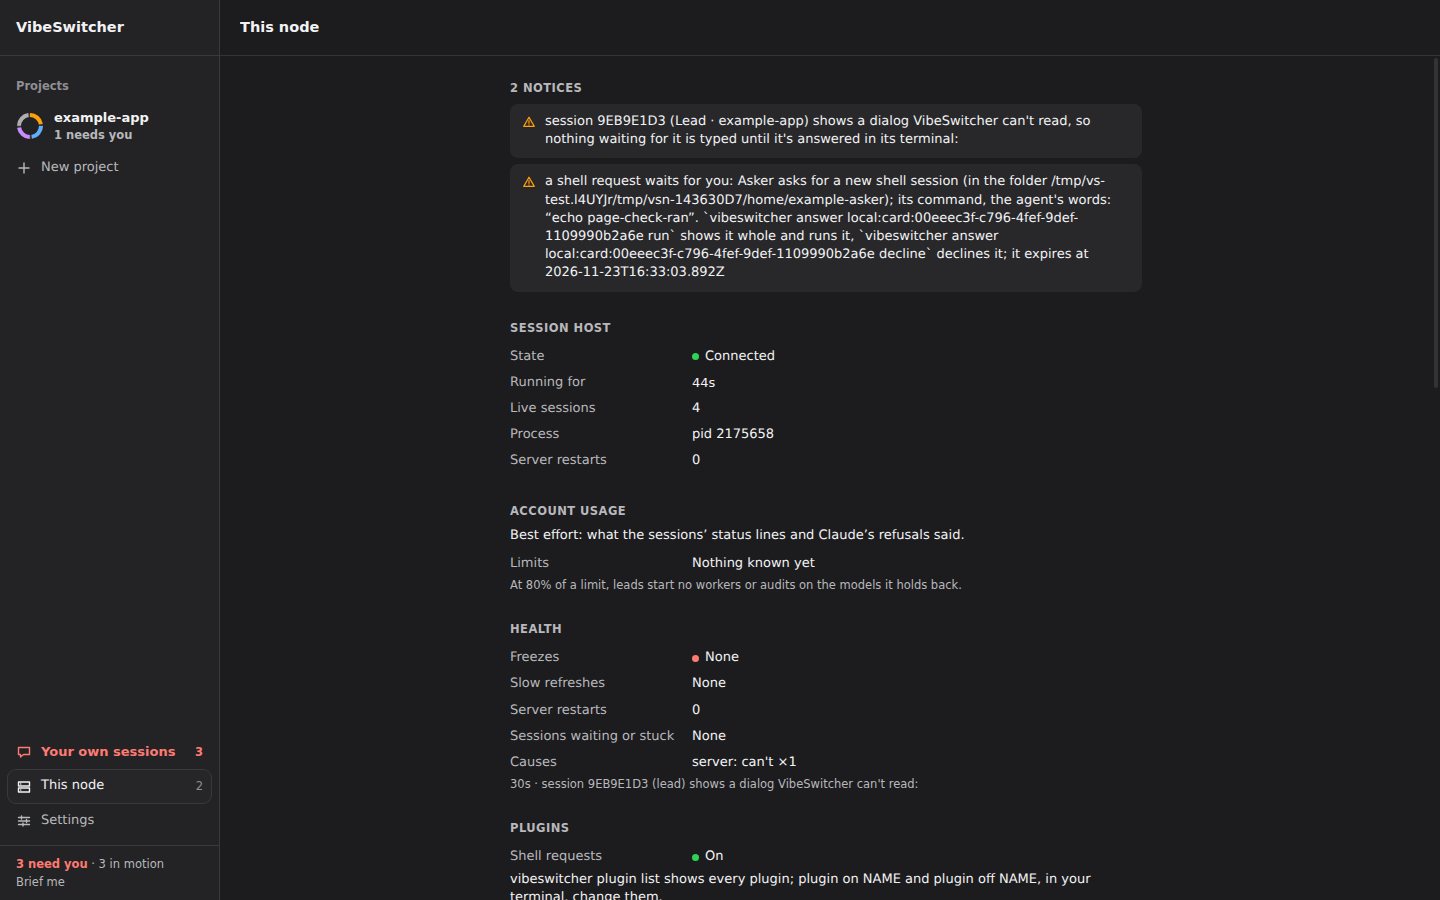 VibeSwitcher
This node
Projects
example-app
1 needs you
New project
2 NOTICES
session 9EB9E1D3 (Lead · example-app) shows a dialog VibeSwitcher can't read, so
nothing waiting for it is typed until it's answered in its terminal:
a shell request waits for you: Asker asks for a new shell session (in the folder /tmp/vs-
test.I4UYJr/tmp/vsn-143630D7/home/example-asker); its command, the agent's words:
“echo page-check-ran”. `vibeswitcher answer local:card:00eeec3f-c796-4fef-9def-
1109990b2a6e run` shows it whole and runs it, `vibeswitcher answer
local:card:00eeec3f-c796-4fef-9def-1109990b2a6e decline` declines it; it expires at
2026-11-23T16:33:03.892Z
SESSION HOST
State Connected
Running for 44s
Live sessions 4
Process pid 2175658
Server restarts 0
ACCOUNT USAGE
Best effort: what the sessions’ status lines and Claude’s refusals said.
Limits Nothing known yet
At 80% of a limit, leads start no workers or audits on the models it holds back.
HEALTH
Freezes None
Slow refreshes None
Server restarts 0
Sessions waiting or stuck None
Causes server: can't ×1
30s · session 9EB9E1D3 (lead) shows a dialog VibeSwitcher can't read:
PLUGINS
Shell requests On
vibeswitcher plugin list shows every plugin; plugin on NAME and plugin off NAME, in your
terminal, change them.
Your own sessions 3
This node 2
Settings
3 need you · 3 in motion
Brief me